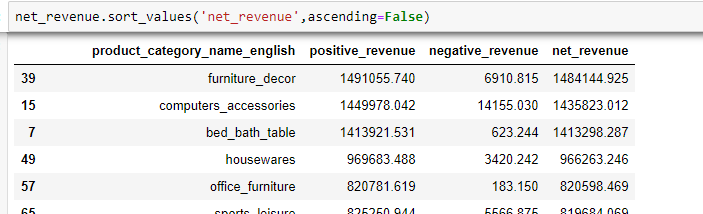 net_revenue.sort_values('net_revenue',ascending=False)
product_category_name_english positive_revenue negative_revenue net_revenue
39 furniture_decor 1491055.740 6910.815 1484144.925
15 computers_accessories 1449978.042 14155.030 1435823.012
7 bed_bath_table 1413921.531 623.244 1413298.287
49 housewares 969683.488 3420.242 966263.246
57 office_furniture 820781.619 183.150 820598.469
65 sports_leisure 825250.944 5566.875 819684.069